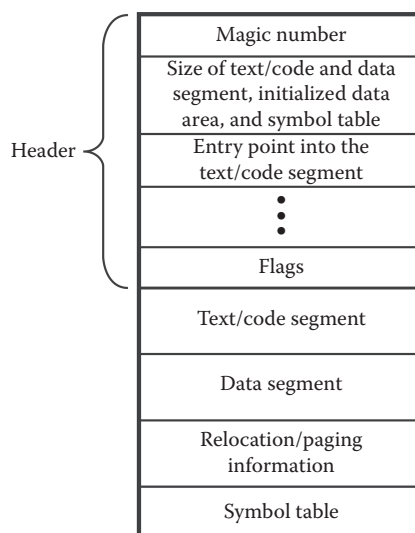 Header
Magic number
Size of text/code and data
segment, initialized data
area, and symbol table
Entry point into the
text/code segment
Flags
Text/code segment
Data segment
Relocation/paging
information
Symbol table